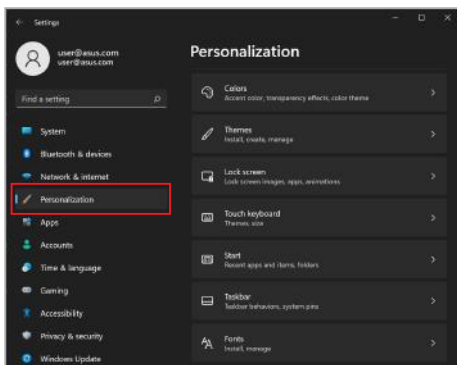 Settings
user@asus.com
user@asus.com
Find a setting
System
Bluetooth & devices
Network & internet
Personalization
Apps
Accounts
Time & language
Gaming
Accessibility
Privacy & security
Windows Update
Personalization
Colors
Accent color, transparency effects, color theme
Themes
Install, create, manage
Lock screen
Lock screen images, apps, animations
Touch keyboard
Themes, size
Start
Recent apps and items, folders
Taskbar
Taskbar behaviors, system pins
Fonts
Install, manage